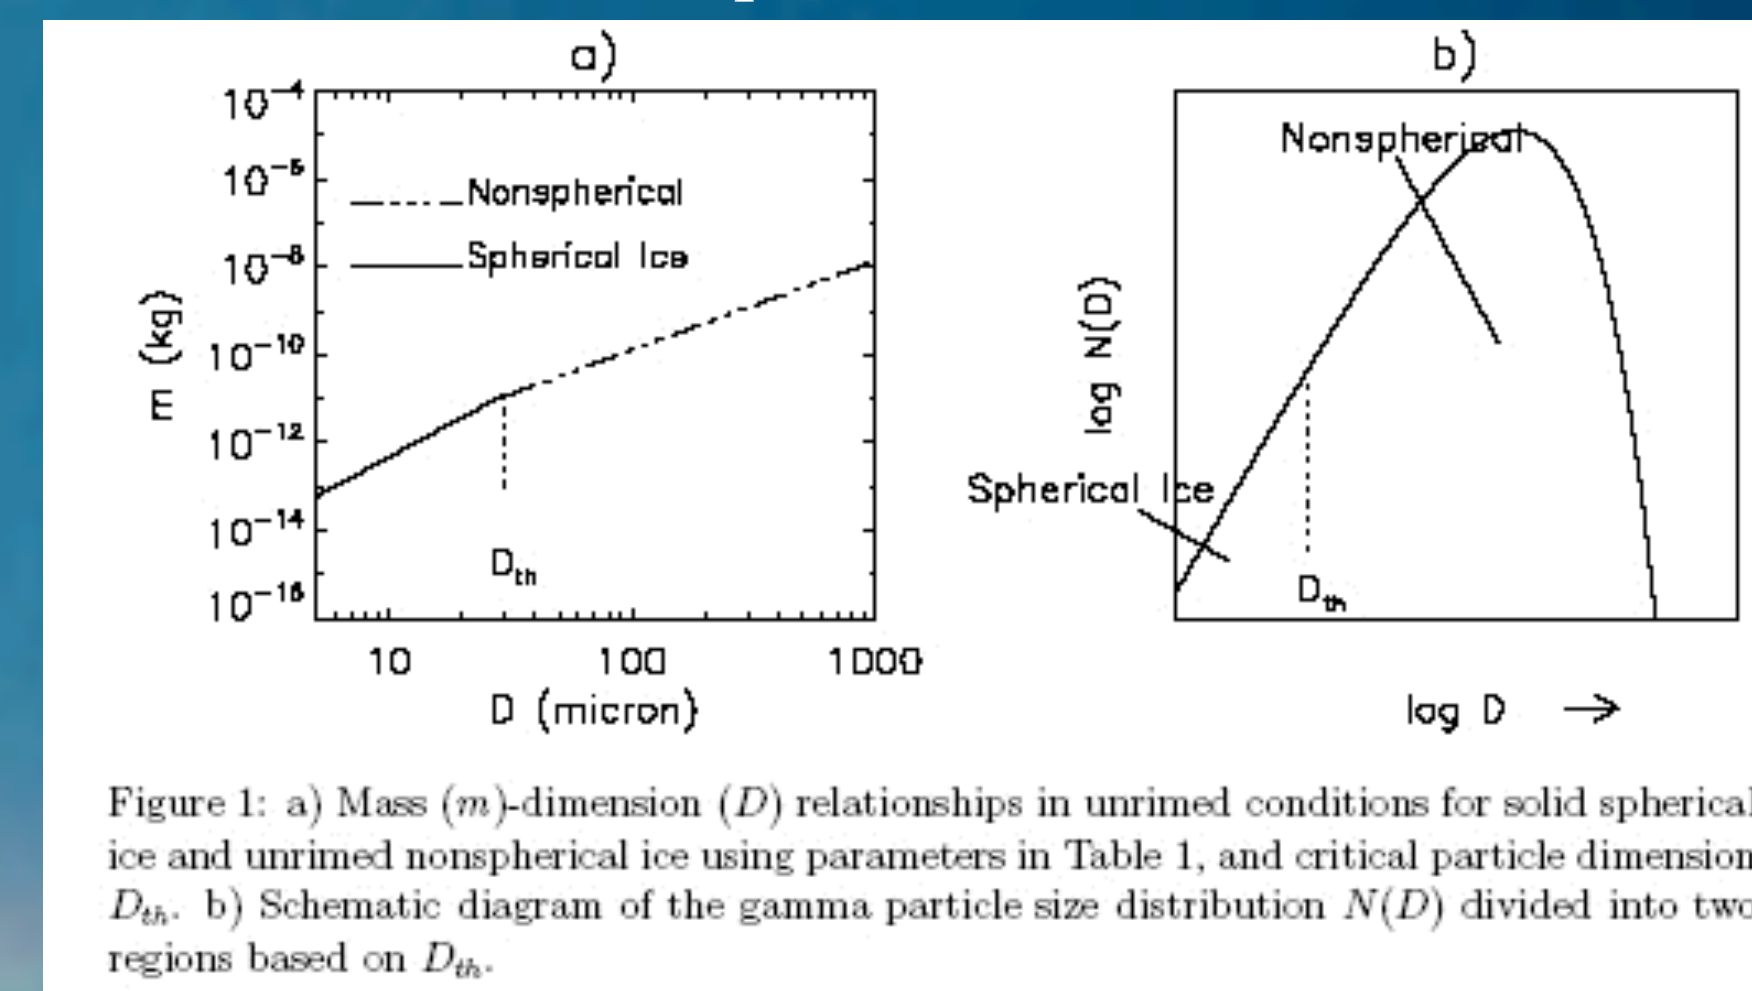 a)
10⁻⁴
10⁻⁶
10⁻⁸
10⁻¹⁰
10⁻¹²
10⁻¹⁴
10⁻¹⁶
m (kg)
Nonspherical
Spherical Ice
D_th
10 100 1000
D (micron)
b)
Nonspherical
log N(D)
Spherical Ice
D_th
log D →
Figure 1: a) Mass (m)-dimension (D) relationships in unrimed conditions for solid spherical
ice and unrimed nonspherical ice using parameters in Table 1, and critical particle dimension
D_th. b) Schematic diagram of the gamma particle size distribution N(D) divided into two
regions based on D_th.